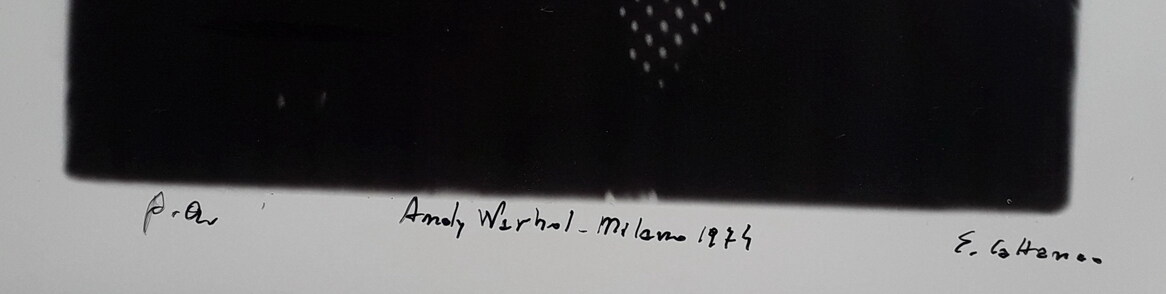 p.a
Andy Warhol - Milano 1974
E. Cattaneo